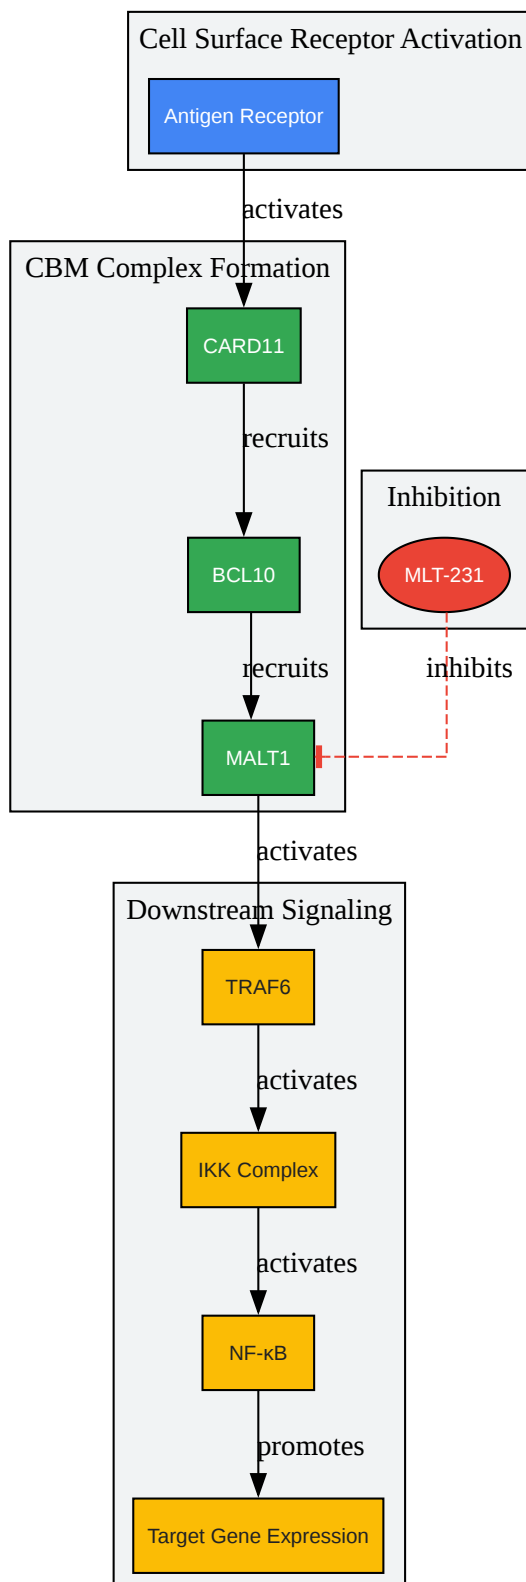 Cell Surface Receptor Activation
Antigen Receptor
activates
CBM Complex Formation
CARD11
recruits
Inhibition
BCL10
MLT-231
recruits
inhibits
MALT1
activates
Downstream Signaling
TRAF6
activates
IKK Complex
activates
NF-κB
promotes
Target Gene Expression